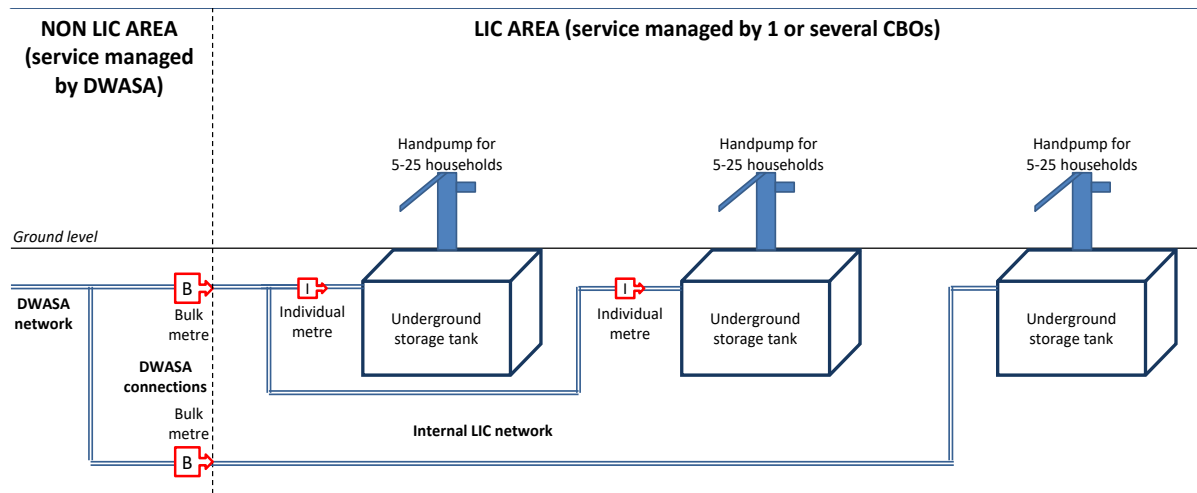 NON LIC AREA
(service managed
by DWASA)
LIC AREA (service managed by 1 or several CBOs)
Handpump for
5-25 households
Handpump for
5-25 households
Handpump for
5-25 households
Ground level
DWASA
network
B
Bulk
metre
I
Individual
metre
Underground
storage tank
I
Individual
metre
Underground
storage tank
Underground
storage tank
DWASA
connections
Bulk
metre
B
Internal LIC network